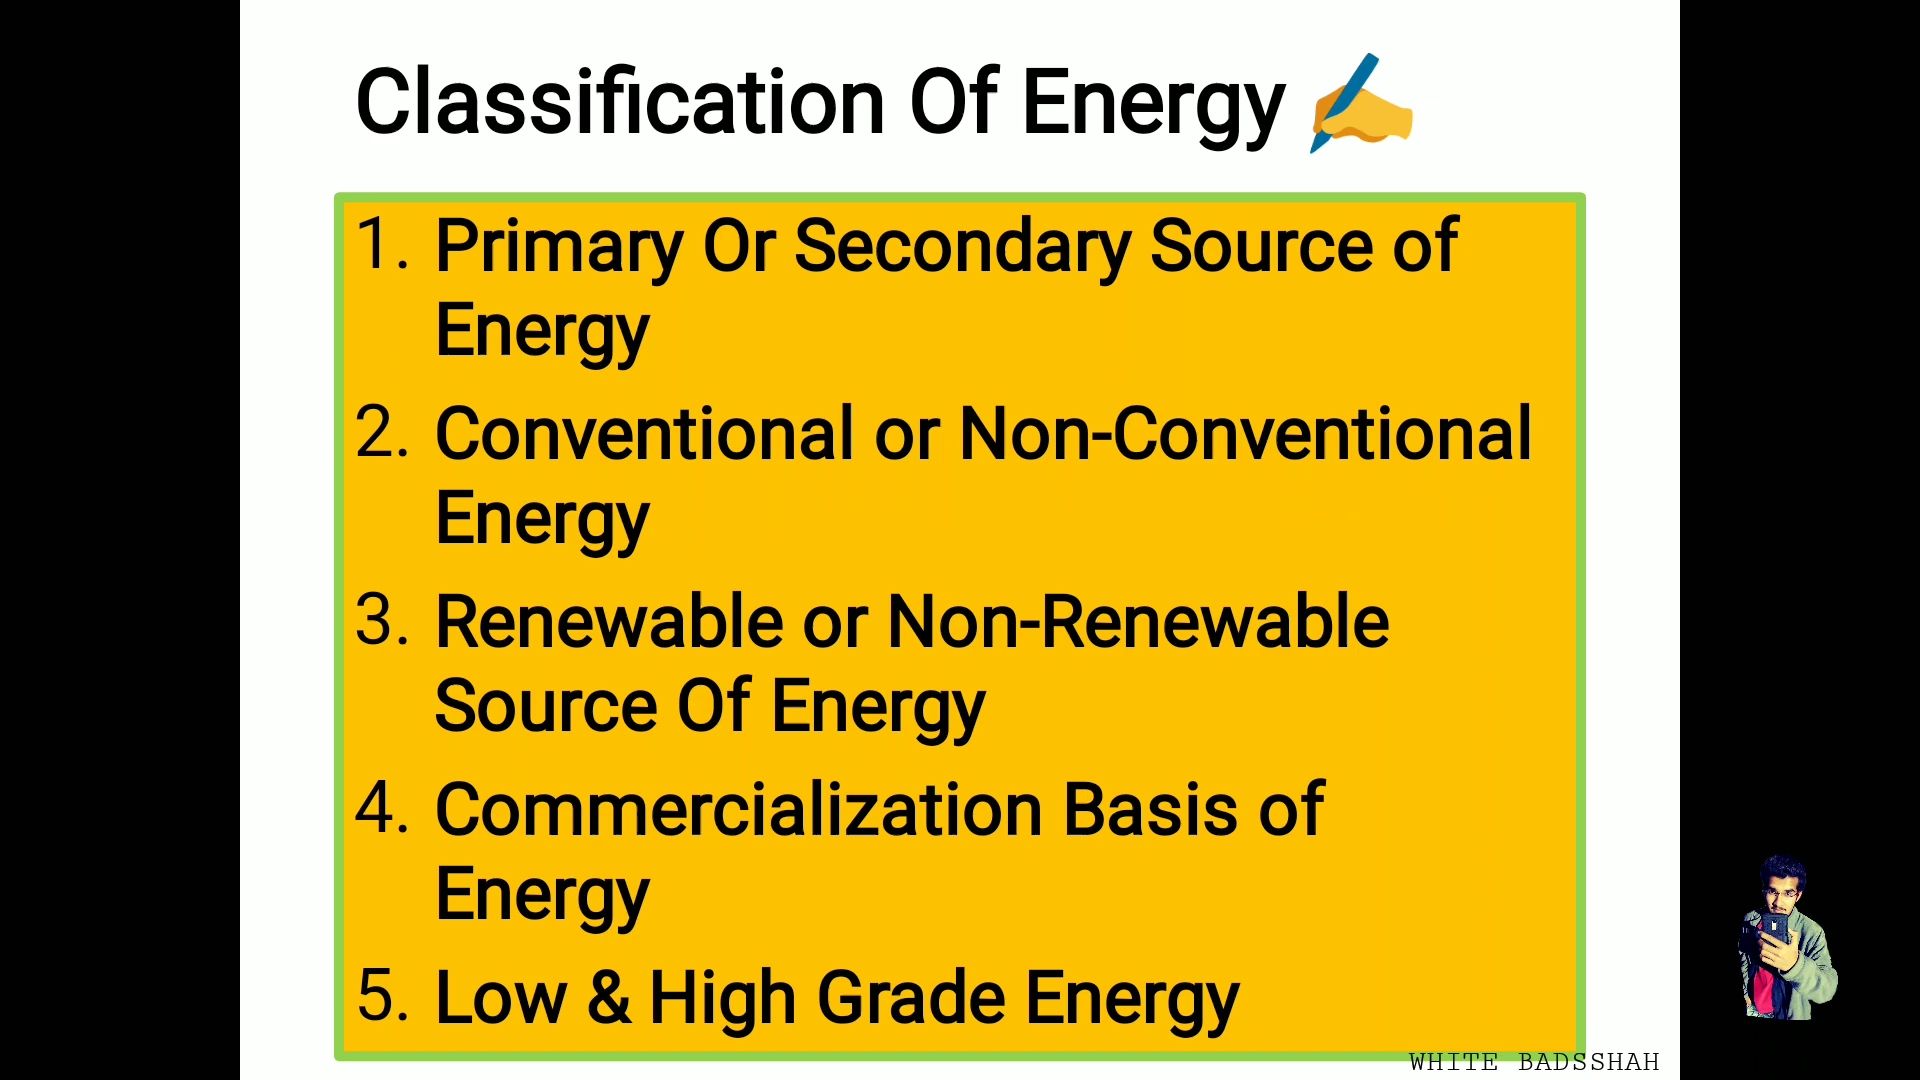 Classification Of Energy ✍
1. Primary Or Secondary Source of
Energy
2. Conventional or Non-Conventional
Energy
3. Renewable or Non-Renewable
Source Of Energy
4. Commercialization Basis of
Energy
5. Low & High Grade Energy
WHITE BADSSHAH